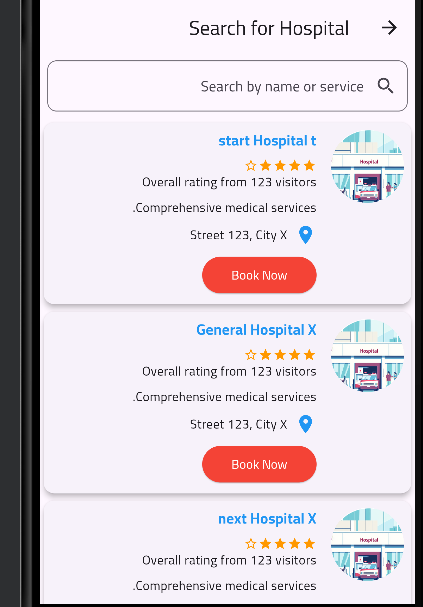 Search for Hospital
Search by name or service
start Hospital t
Overall rating from 123 visitors
.Comprehensive medical services
Street 123, City X
Book Now
Hospital
General Hospital X
Overall rating from 123 visitors
.Comprehensive medical services
Street 123, City X
Book Now
Hospital
next Hospital X
Overall rating from 123 visitors
.Comprehensive medical services
Hospital